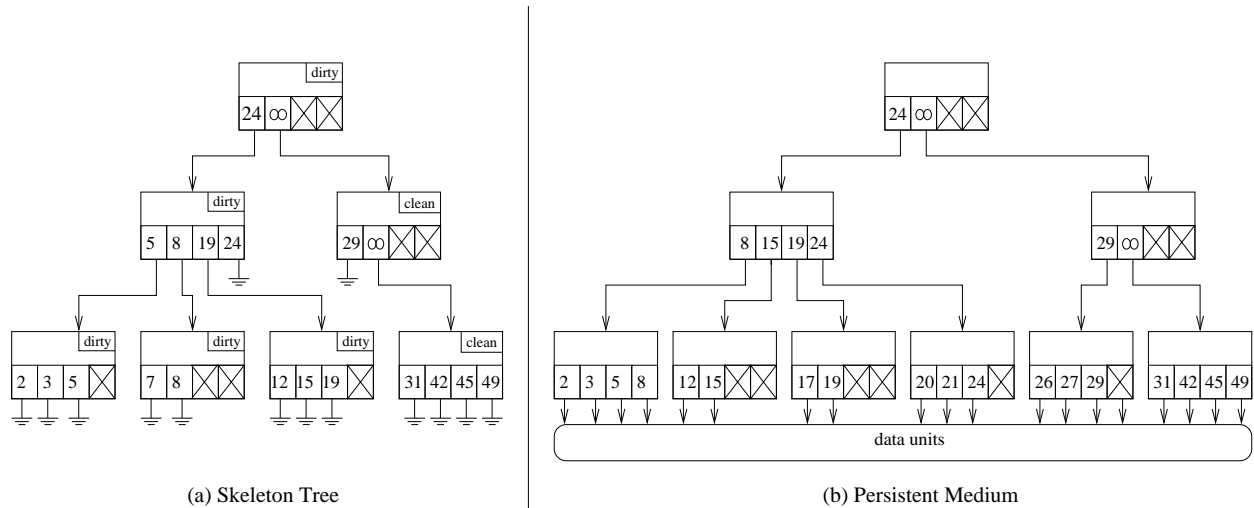 dirty
24 ∞
24 ∞
dirty
clean
5 8 19 24
29 ∞
8 15 19 24
29 ∞
dirty
dirty
dirty
clean
2 3 5
7 8
12 15 19
31 42 45 49
2 3 5 8
12 15
17 19
20 21 24
26 27 29
31 42 45 49
data units
(a) Skeleton Tree
(b) Persistent Medium